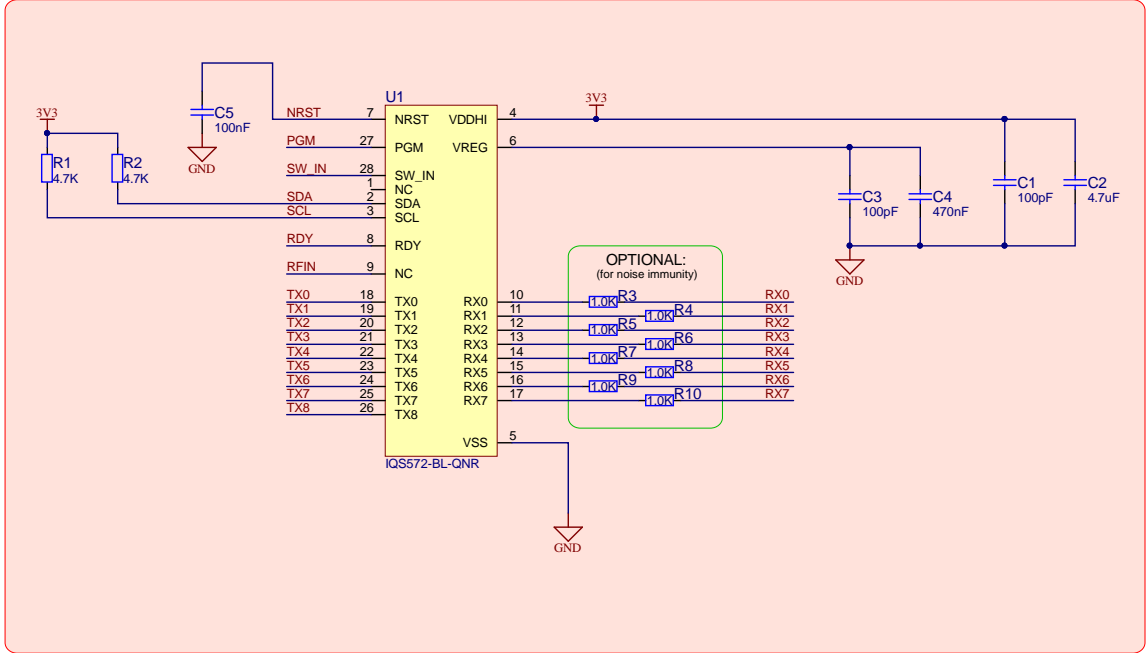 U1
3V3
C5
100nF
GND
R1
4.7K
R2
4.7K
NRST 7 NRST
PGM 27 PGM
SW_IN 28 SW_IN
1 NC
SDA 2 SDA
SCL 3 SCL
RDY 8 RDY
RFIN 9 NC
TX0 18 TX0
TX1 19 TX1
TX2 20 TX2
TX3 21 TX3
TX4 22 TX4
TX5 23 TX5
TX6 24 TX6
TX7 25 TX7
TX8 26 TX8
VDDHI 4
3V3
VREG 6
C3
100pF
C4
470nF
C1
100pF
C2
4.7uF
GND
OPTIONAL:
(for noise immunity)
RX0 10 1.0K R3 RX0
RX1 11 1.0K R4 RX1
RX2 12 1.0K R5 RX2
RX3 13 1.0K R6 RX3
RX4 14 1.0K R7 RX4
RX5 15 1.0K R8 RX5
RX6 16 1.0K R9 RX6
RX7 17 1.0K R10 RX7
VSS 5
IQS572-BL-QNR
GND